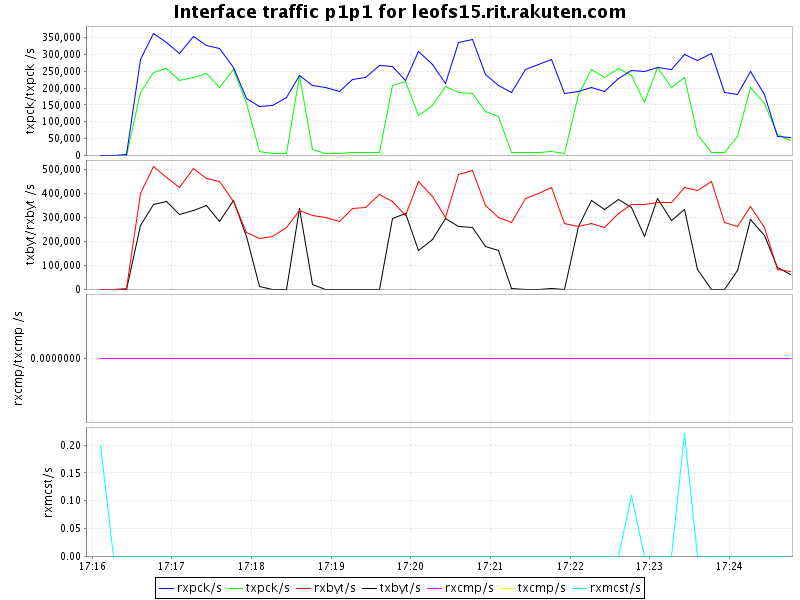 Interface traffic p1p1 for leofs15.rit.rakuten.com
txpck/txpck /s
350,000
300,000
250,000
200,000
150,000
100,000
50,000
0
txbyt/rxbyt /s
500,000
400,000
300,000
200,000
100,000
0
rxcmp/txcmp /s
0.0000000
rxmcst/s
0.20
0.15
0.10
0.05
0.00
17:16 17:17 17:18 17:19 17:20 17:21 17:22 17:23 17:24
rxpck/s txpck/s rxbyt/s txbyt/s rxcmp/s txcmp/s rxmcst/s